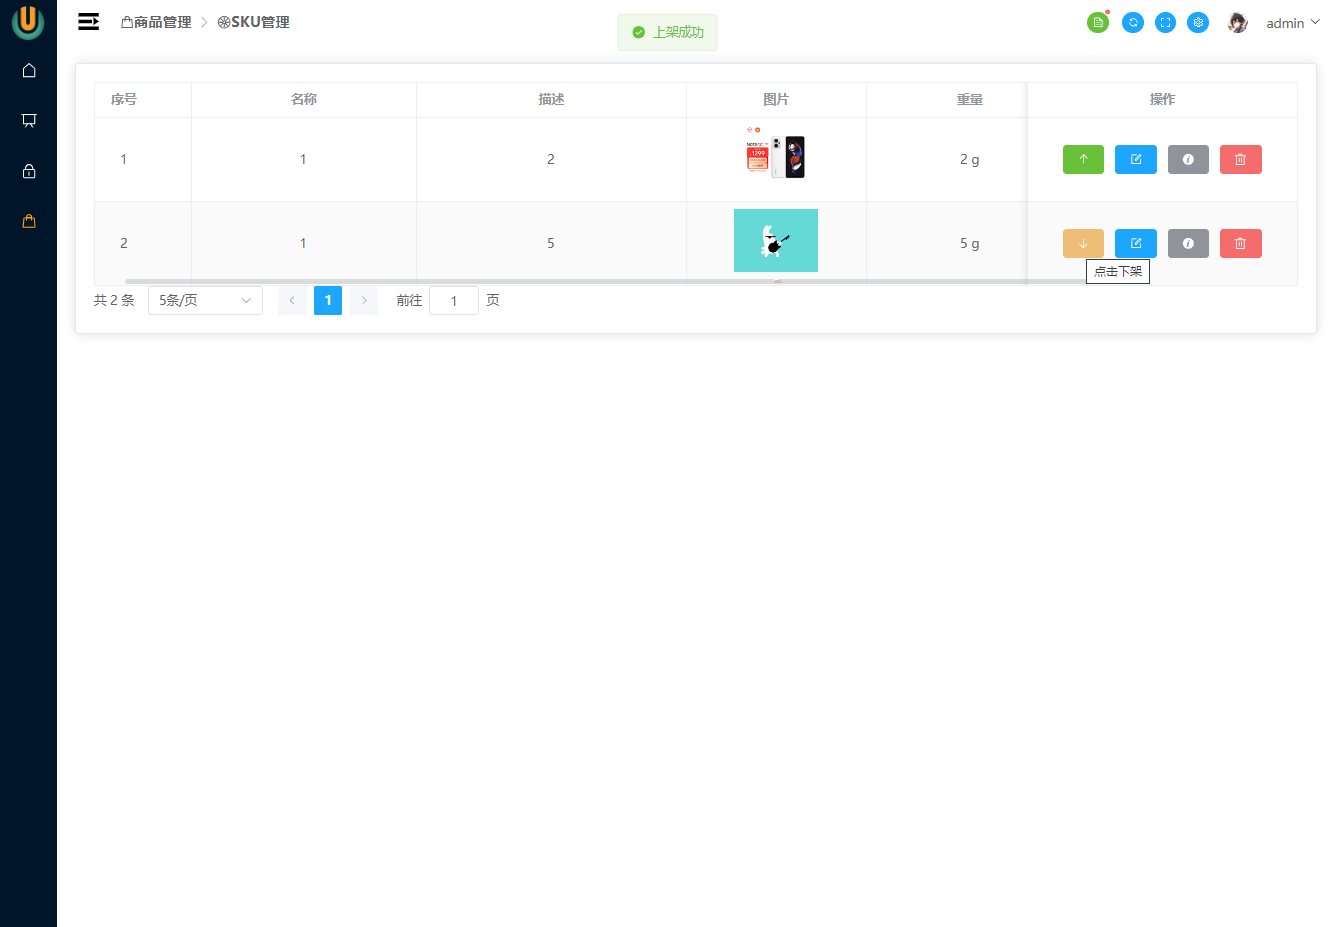 商品管理 > SKU管理
上架成功
admin
序号 名称 描述 图片 重量 操作
1 1 2 2 g
1299
2 1 5 5 g
点击下架
共 2 条 5条/页 < 1 > 前往 1 页